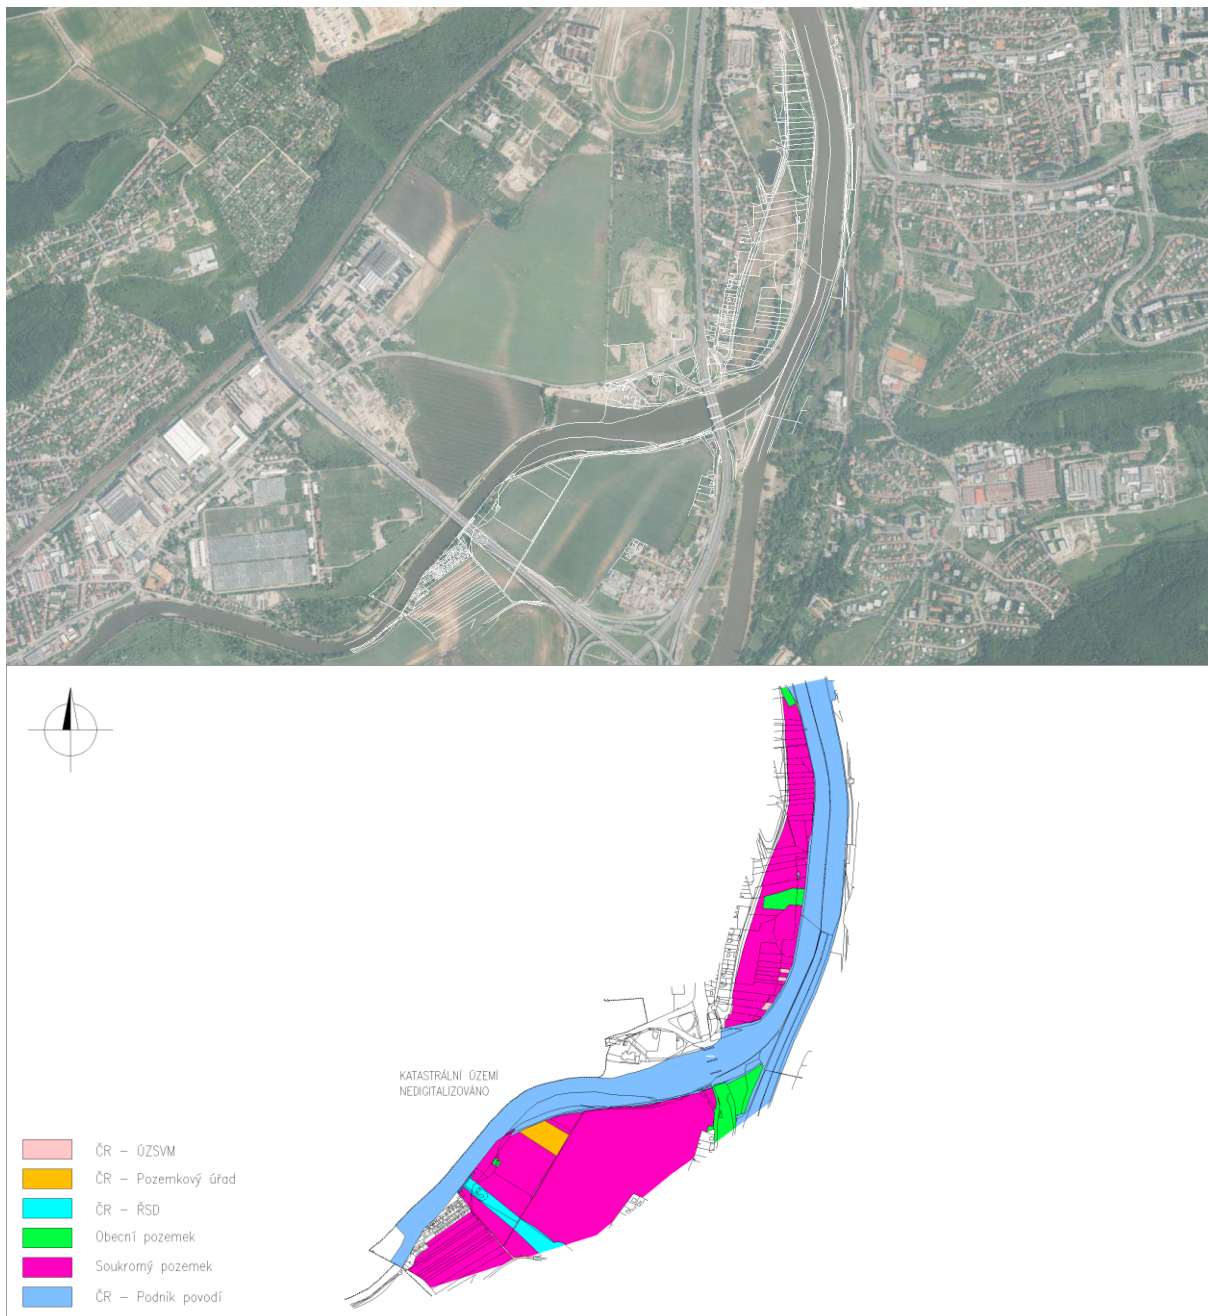 KATASTRÁLNÍ ÚZEMÍ
NEDIGITALIZOVÁNO
ČR – ÚZSVM
ČR – Pozemkový úřad
ČR – ŘSD
Obecní pozemek
Soukromý pozemek
ČR – Podnik povodí